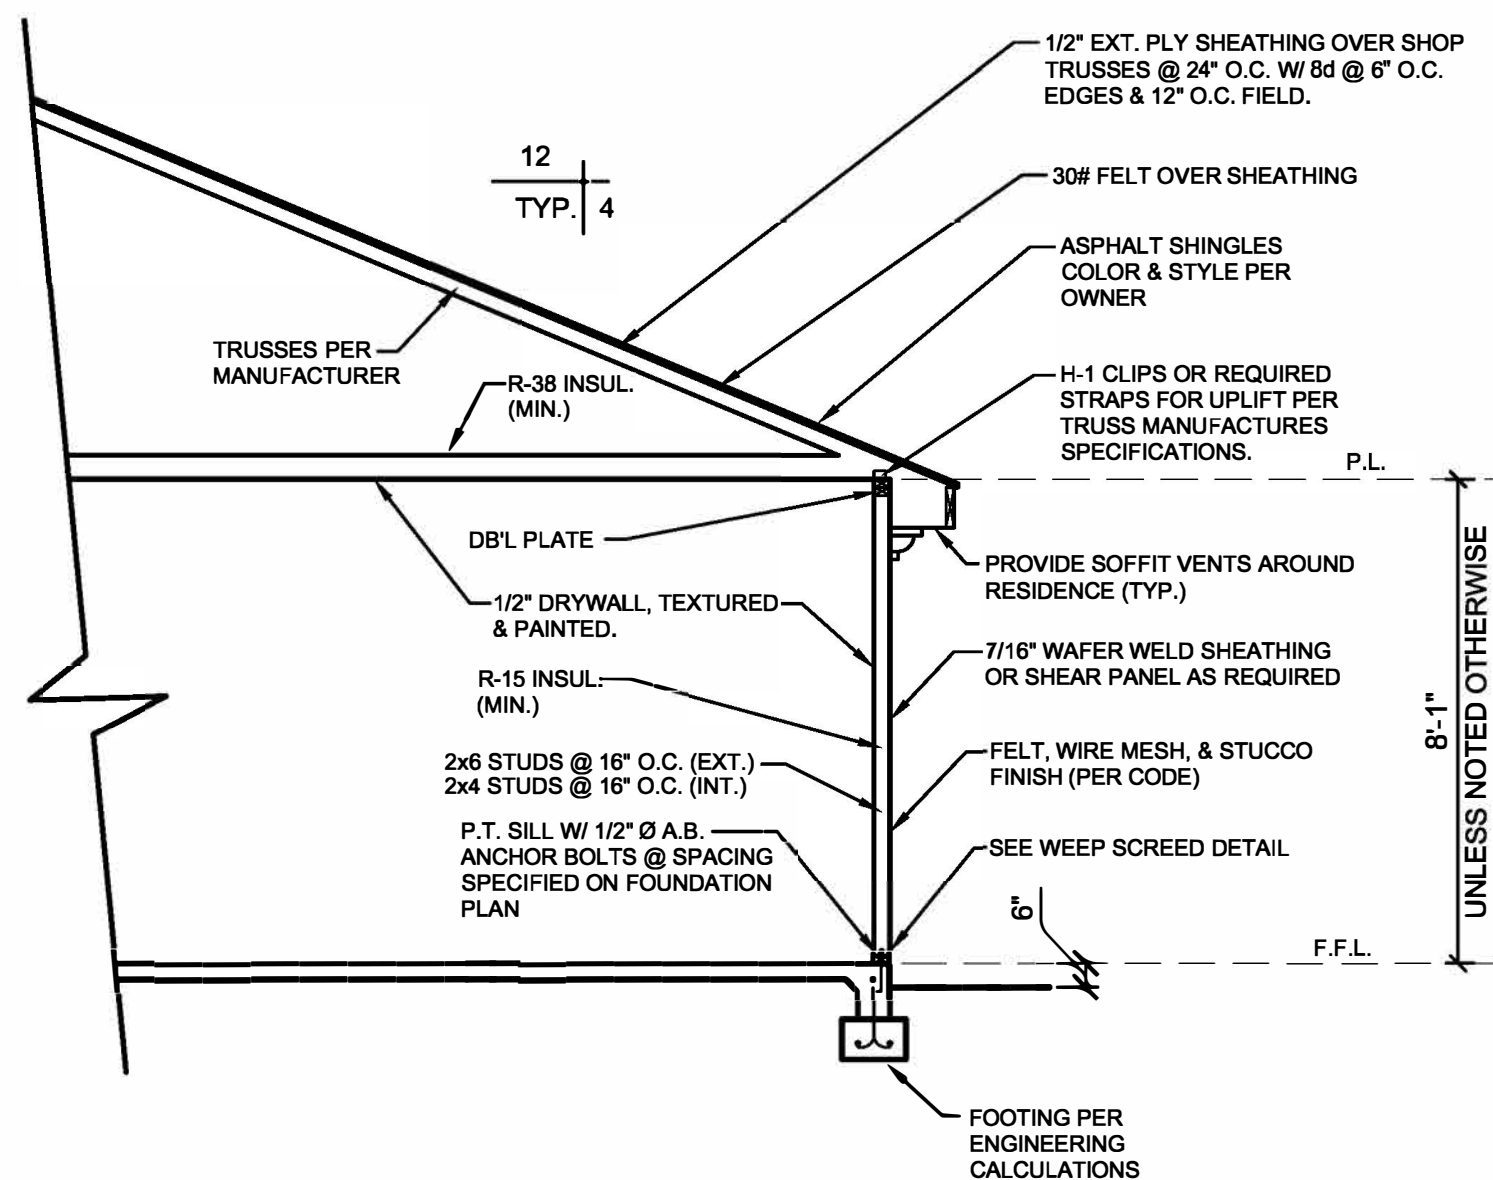 1/2" EXT. PLY SHEATHING OVER SHOP
TRUSSES @ 24" O.C. W/ 8d @ 6" O.C.
EDGES & 12" O.C. FIELD.
12
TYP. 4
30# FELT OVER SHEATHING
ASPHALT SHINGLES
COLOR & STYLE PER
OWNER
TRUSSES PER
MANUFACTURER
R-38 INSUL.
(MIN.)
H-1 CLIPS OR REQUIRED
STRAPS FOR UPLIFT PER
TRUSS MANUFACTURES
SPECIFICATIONS.
P.L.
DB'L PLATE
PROVIDE SOFFIT VENTS AROUND
RESIDENCE (TYP.)
1/2" DRYWALL, TEXTURED
& PAINTED.
7/16" WAFER WELD SHEATHING
OR SHEAR PANEL AS REQUIRED
R-15 INSUL.
(MIN.)
8'-1"
UNLESS NOTED OTHERWISE
2x6 STUDS @ 16" O.C. (EXT.)
2x4 STUDS @ 16" O.C. (INT.)
FELT, WIRE MESH, & STUCCO
FINISH (PER CODE)
P.T. SILL W/ 1/2" Ø A.B.
ANCHOR BOLTS @ SPACING
SPECIFIED ON FOUNDATION
PLAN
SEE WEEP SCREED DETAIL
6"
F.F.L.
FOOTING PER
ENGINEERING
CALCULATIONS